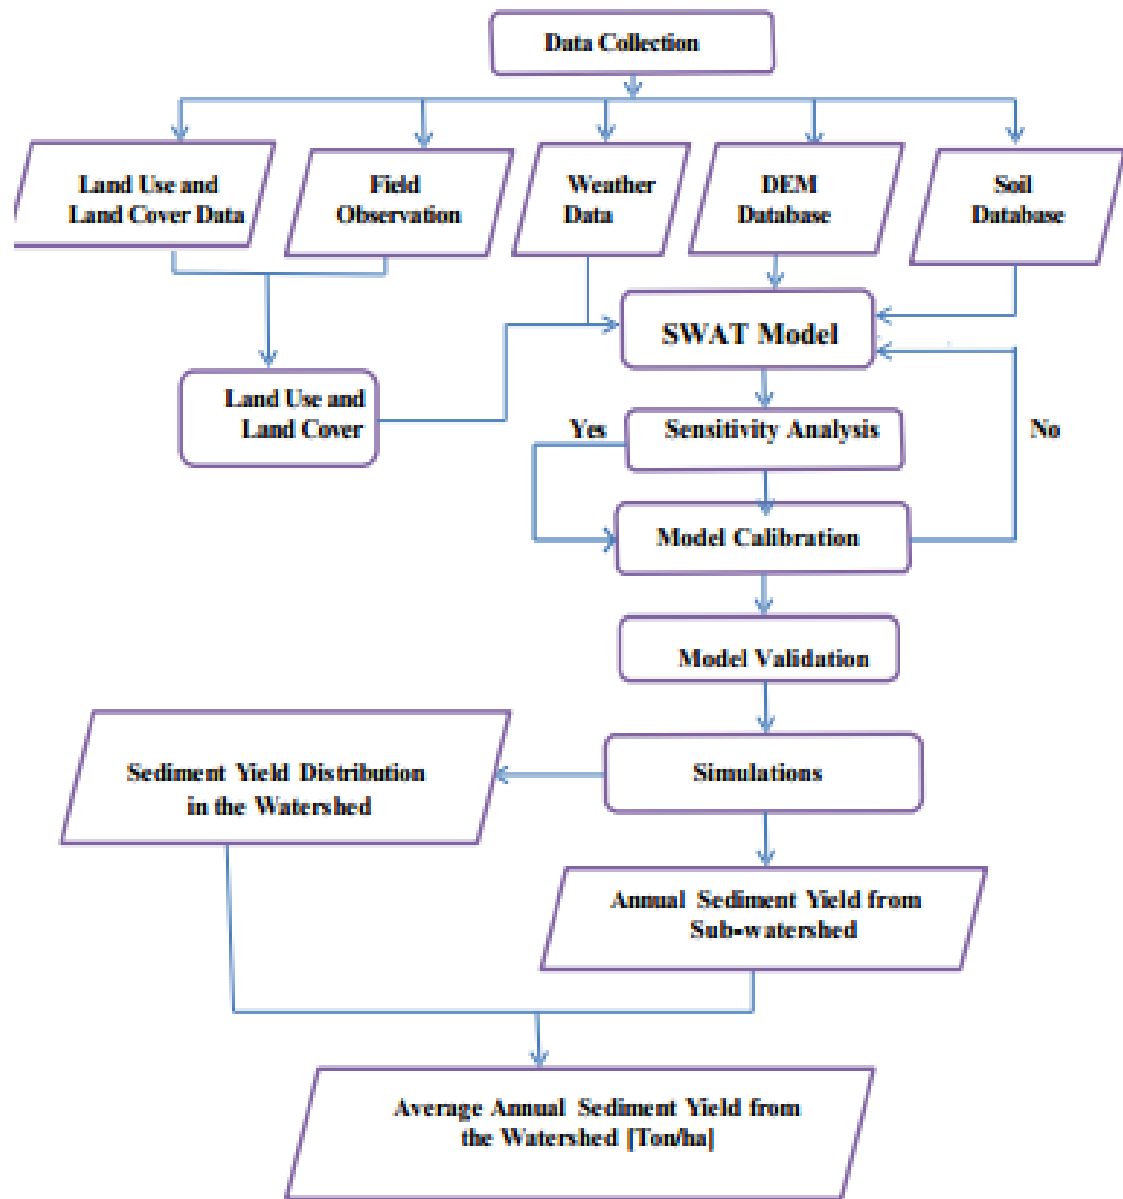 Data Collection
Land Use and
Land Cover Data
Field
Observation
Weather
Data
DEM
Database
Soil
Database
SWAT Model
Land Use and
Land Cover
Yes
Sensitivity Analysis
No
Model Calibration
Model Validation
Sediment Yield Distribution
in the Watershed
Simulations
Annual Sediment Yield from
Sub-watershed
Average Annual Sediment Yield from
the Watershed [Ton/ha]